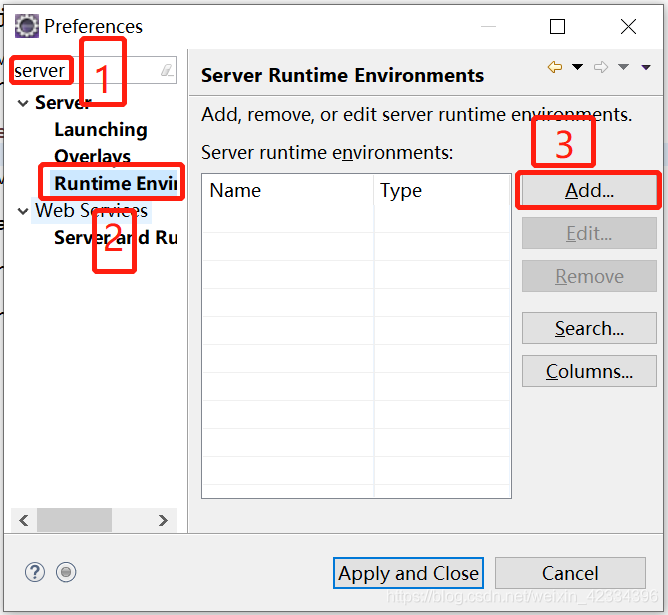 Preferences
server
1
Server
Launching
Overlays
Runtime Envir
Web Services
Server and Ru
2
Server Runtime Environments
Add, remove, or edit server runtime environments.
Server runtime environments:
3
Name Type
Add...
Edit...
Remove
Search...
Columns...
Apply and Close
Cancel
https://blog.csdn.net/weixin_42334396